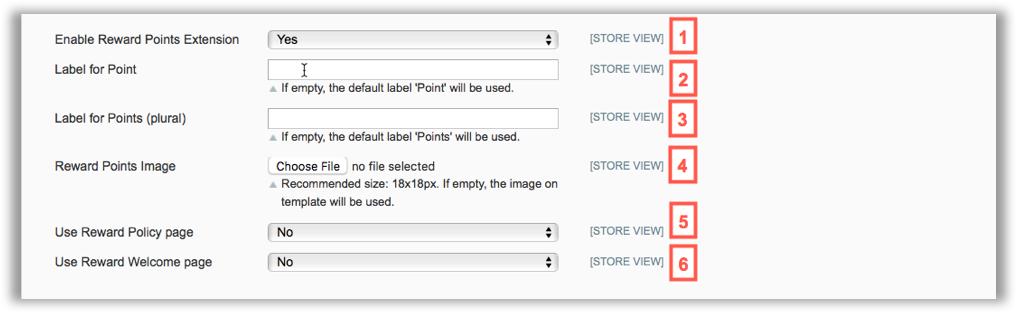 Enable Reward Points Extension Yes [STORE VIEW] 1
Label for Point [STORE VIEW] 2
If empty, the default label 'Point' will be used.
Label for Points (plural) [STORE VIEW] 3
If empty, the default label 'Points' will be used.
Reward Points Image Choose File no file selected [STORE VIEW] 4
Recommended size: 18x18px. If empty, the image on
template will be used.
Use Reward Policy page No [STORE VIEW] 5
Use Reward Welcome page No [STORE VIEW] 6